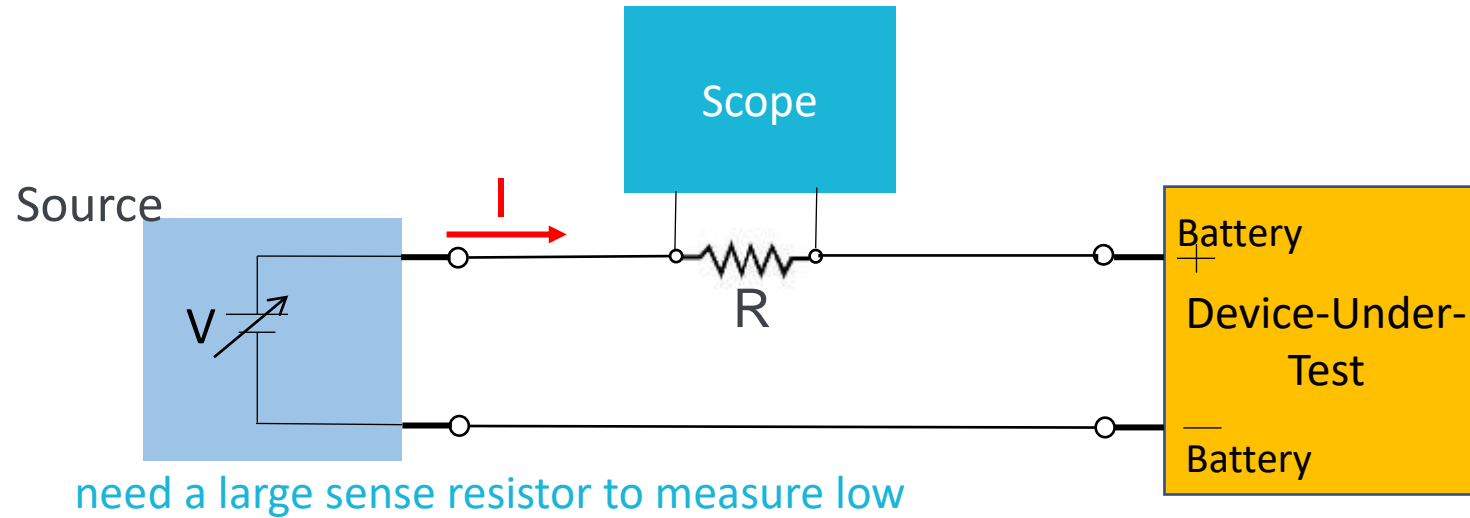 Scope
Source
I
Battery
+
V
R
Device-Under-
Test
—
Battery
need a large sense resistor to measure low